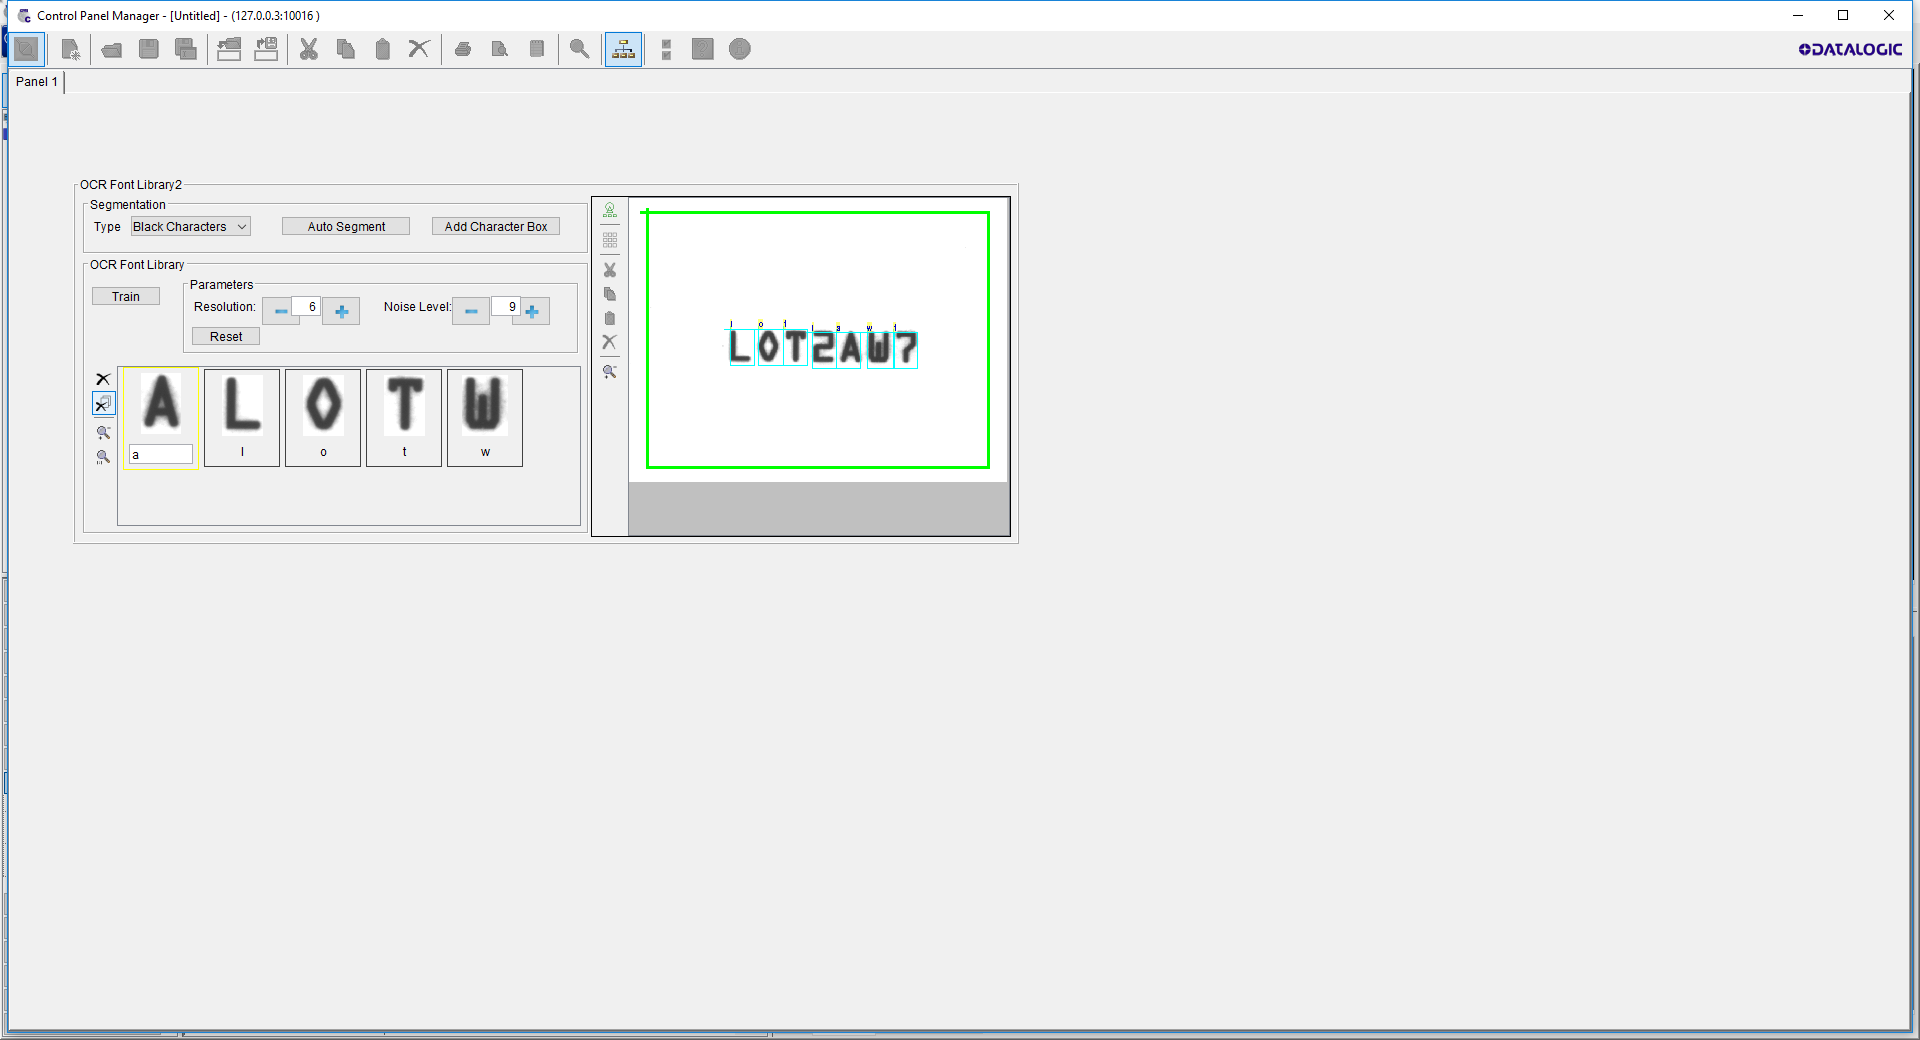 Control Panel Manager - [Untitled] - (127.0.0.3:10016 )
DATALOGIC
Panel 1
OCR Font Library2
Segmentation
Type Black Characters Auto Segment Add Character Box
OCR Font Library
Train
Parameters
Resolution: 6 Noise Level: 9
Reset
A L O T W
a l o t w
l o t l a w t
LOT2AW7